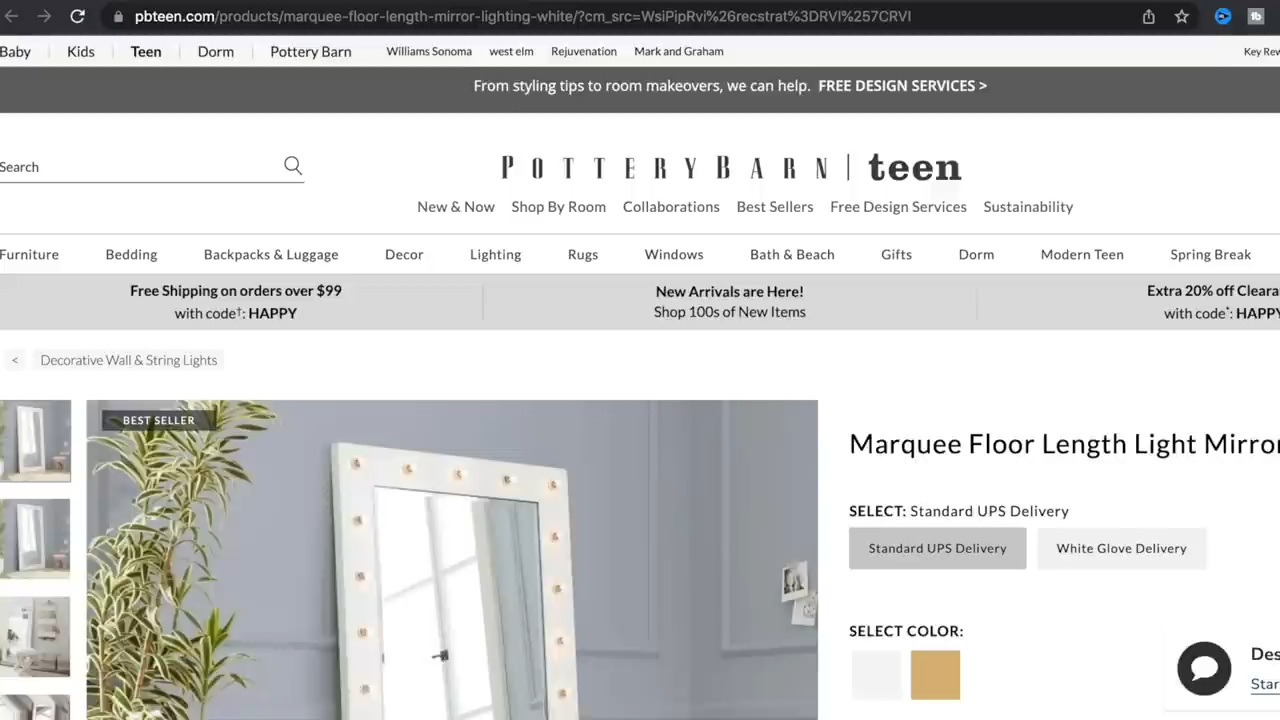 pbteen.com/products/marquee-floor-length-mirror-lighting-white/?cm_src=WsiPipRvi%26recstrat%3DRVI%257CRVI
Baby Kids Teen Dorm Pottery Barn Williams Sonoma west elm Rejuvenation Mark and Graham Key Rew
From styling tips to room makeovers, we can help. FREE DESIGN SERVICES >
Search
POTTERY BARN | teen
New & Now Shop By Room Collaborations Best Sellers Free Design Services Sustainability
Furniture Bedding Backpacks & Luggage Decor Lighting Rugs Windows Bath & Beach Gifts Dorm Modern Teen Spring Break
Free Shipping on orders over $99
with code†: HAPPY
New Arrivals are Here!
Shop 100s of New Items
Extra 20% off Cleara
with code*: HAPPY
< Decorative Wall & String Lights
BEST SELLER
Marquee Floor Length Light Mirror
SELECT: Standard UPS Delivery
Standard UPS Delivery White Glove Delivery
SELECT COLOR:
Des
Star